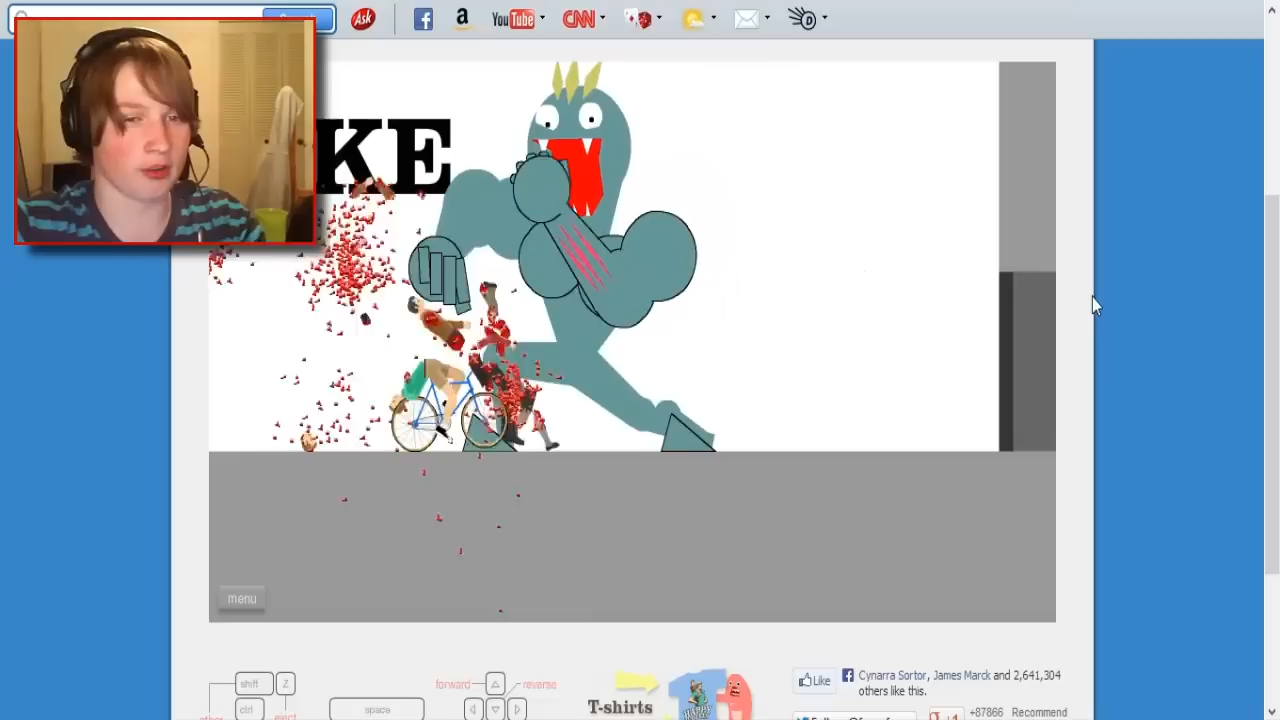 Ask
f
a
YouTube
CNN
KE
menu
shift
Z
ctrl
eject
space
forward
reverse
T-shirts
Like
f
Cynarra Sortor, James Marck and 2,641,304
others like this.
+87866
Recommend